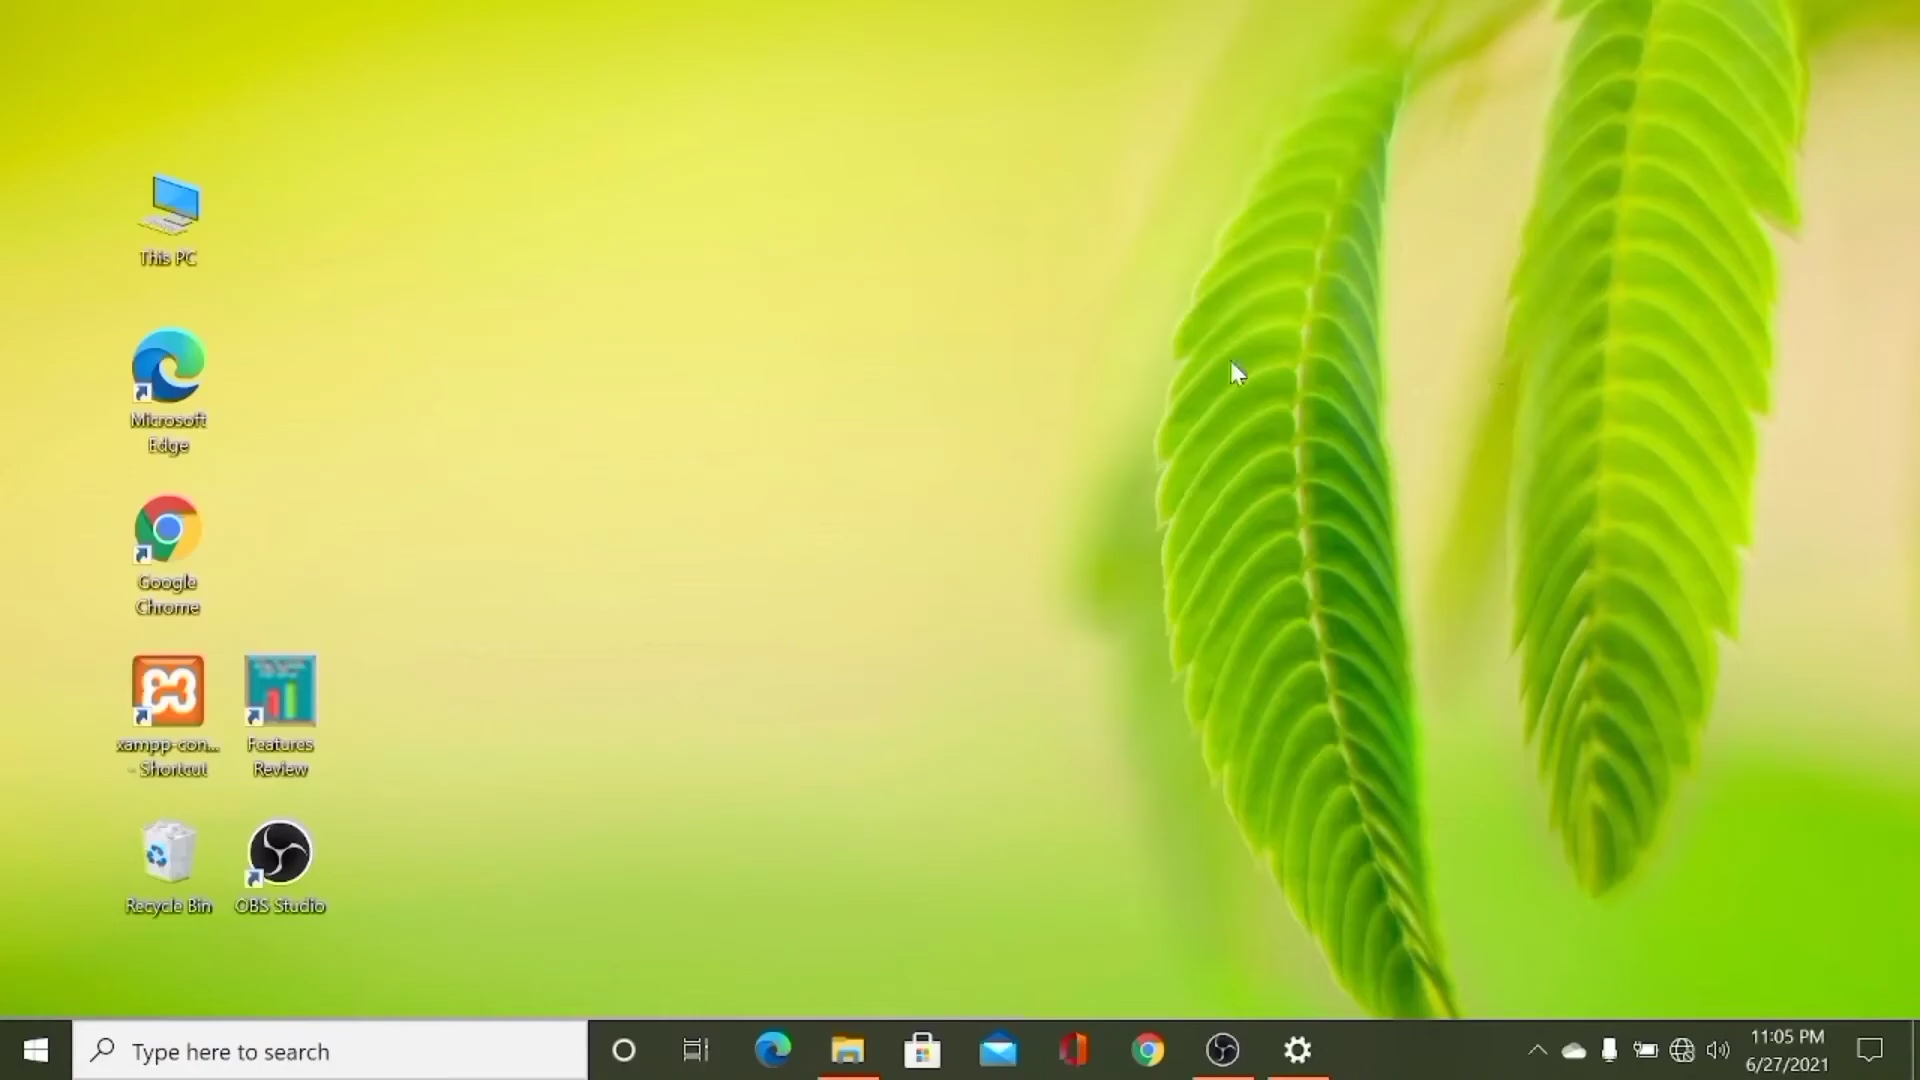 This PC
Microsoft
Edge
Google
Chrome
xampp-con...
- Shortcut
Features
Review
Recycle Bin
OBS Studio
Type here to search
11:05 PM
6/27/2021